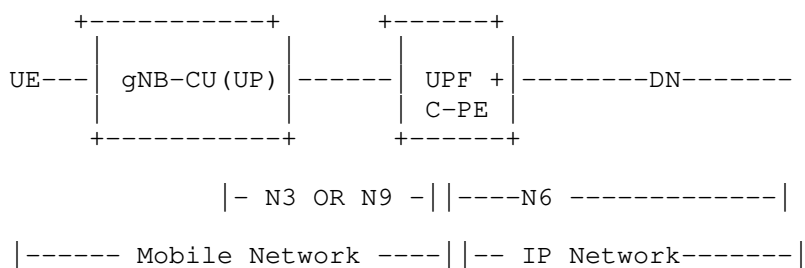 +-----------+       +------+
      |           |       |      |
UE---| gNB-CU(UP)|------| UPF +|--------DN-------
      |           |       | C-PE |
      +-----------+       +------+
              |- N3 OR N9 -||----N6 -------------|
|------ Mobile Network ----||-- IP Network-------|